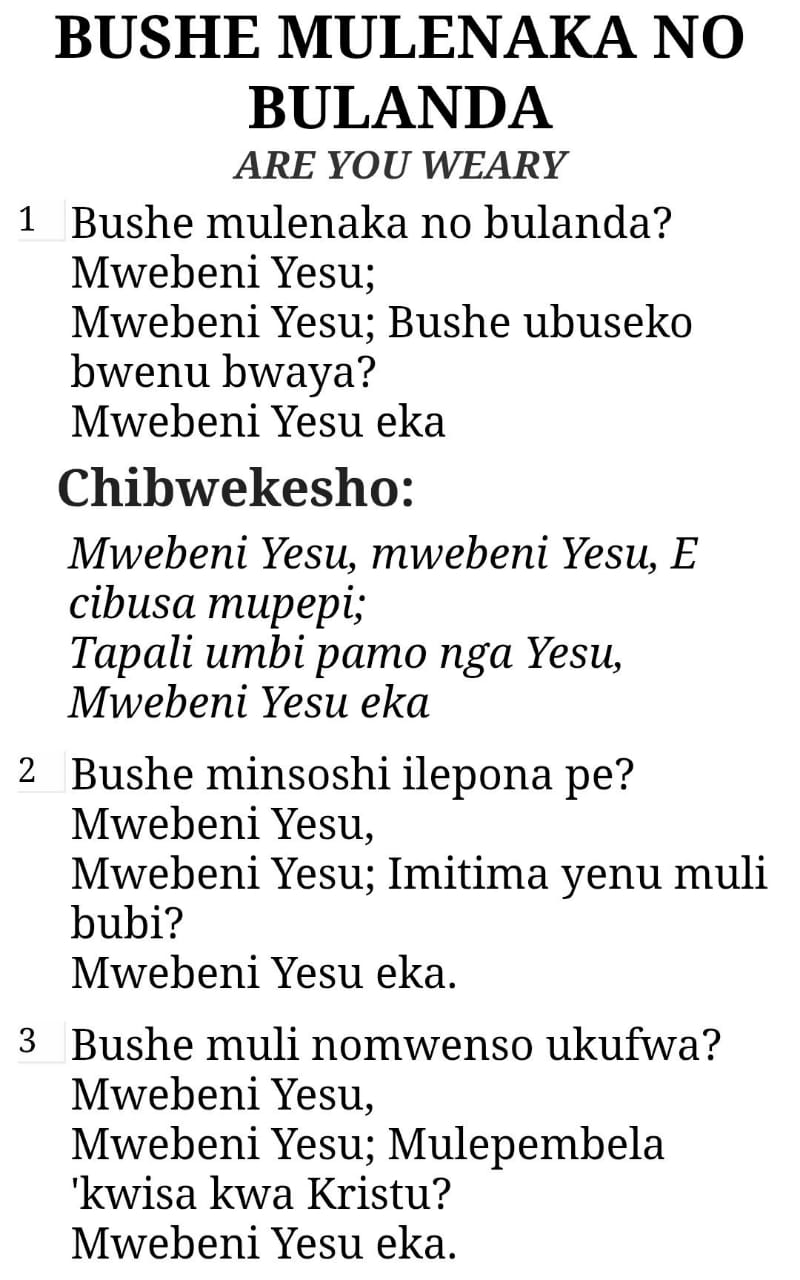 BUSHE MULENAKA NO
BULANDA
ARE YOU WEARY
1 Bushe mulenaka no bulanda?
Mwebeni Yesu;
Mwebeni Yesu; Bushe ubuseko
bwenu bwaya?
Mwebeni Yesu eka
Chibwekesho:
Mwebeni Yesu, mwebeni Yesu, E
cibusa mupepi;
Tapali umbi pamo nga Yesu,
Mwebeni Yesu eka
2 Bushe minsoshi ilepona pe?
Mwebeni Yesu,
Mwebeni Yesu; Imitima yenu muli
bubi?
Mwebeni Yesu eka.
3 Bushe muli nomwenso ukufwa?
Mwebeni Yesu,
Mwebeni Yesu; Mulepembela
'kwisa kwa Kristu?
Mwebeni Yesu eka.